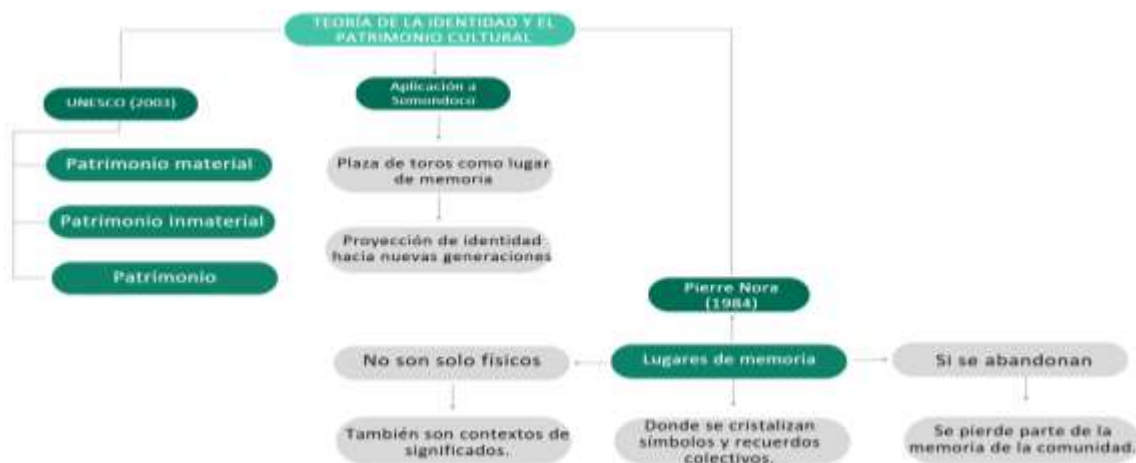 TEORÍA DE LA IDENTIDAD Y EL
PATRIMONIO CULTURAL
UNESCO (2003)
Patrimonio material
Patrimonio inmaterial
Patrimonio
Aplicación a
Somondoco
Plaza de toros como lugar
de memoria
Proyección de identidad
hacia nuevas generaciones
Pierre Nora
(1984)
Lugares de memoria
No son solo físicos
También son contextos de
significados.
Donde se cristalizan
símbolos y recuerdos
colectivos.
Si se abandonan
Se pierde parte de la
memoria de la comunidad.